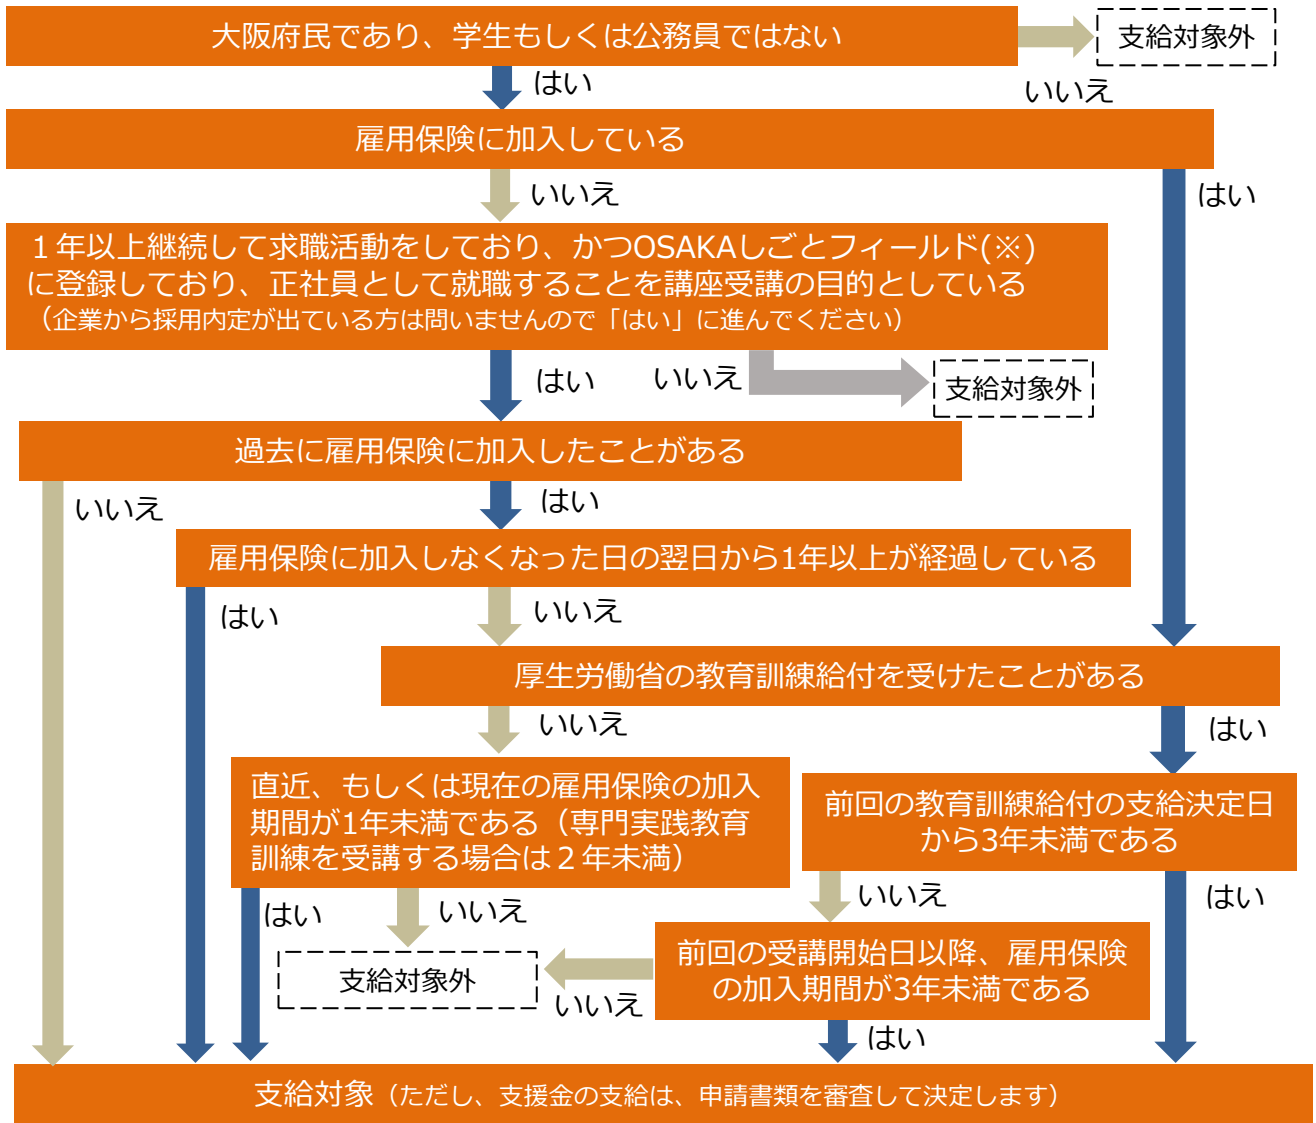 大阪府民であり、学生もしくは公務員ではない
支給対象外
はい
いいえ
雇用保険に加入している
いいえ
はい
１年以上継続して求職活動をしており、かつOSAKAしごとフィールド(※)
に登録しており、正社員として就職することを講座受講の目的としている
（企業から採用内定が出ている方は問いませんので「はい」に進んでください）
はい
いいえ
支給対象外
過去に雇用保険に加入したことがある
いいえ
はい
雇用保険に加入しなくなった日の翌日から1年以上が経過している
はい
いいえ
厚生労働省の教育訓練給付を受けたことがある
いいえ
はい
直近、もしくは現在の雇用保険の加入
期間が1年未満である（専門実践教育
訓練を受講する場合は２年未満）
前回の教育訓練給付の支給決定日
から3年未満である
はい
いいえ
いいえ
はい
支給対象外
前回の受講開始日以降、雇用保険
の加入期間が3年未満である
いいえ
はい
支給対象（ただし、支援金の支給は、申請書類を審査して決定します）